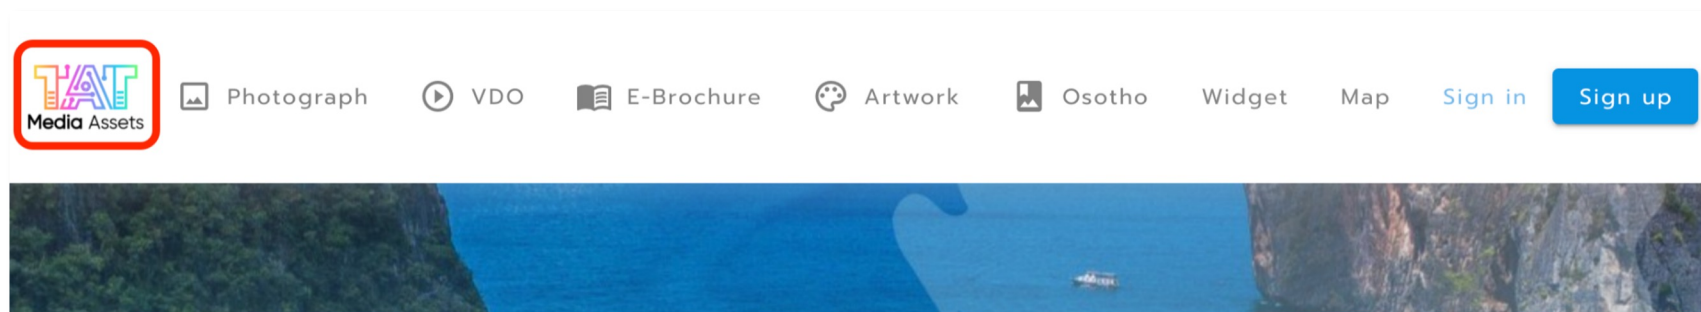 TAT
Media Assets
Photograph
VDO
E-Brochure
Artwork
Osotho
Widget
Map
Sign in
Sign up